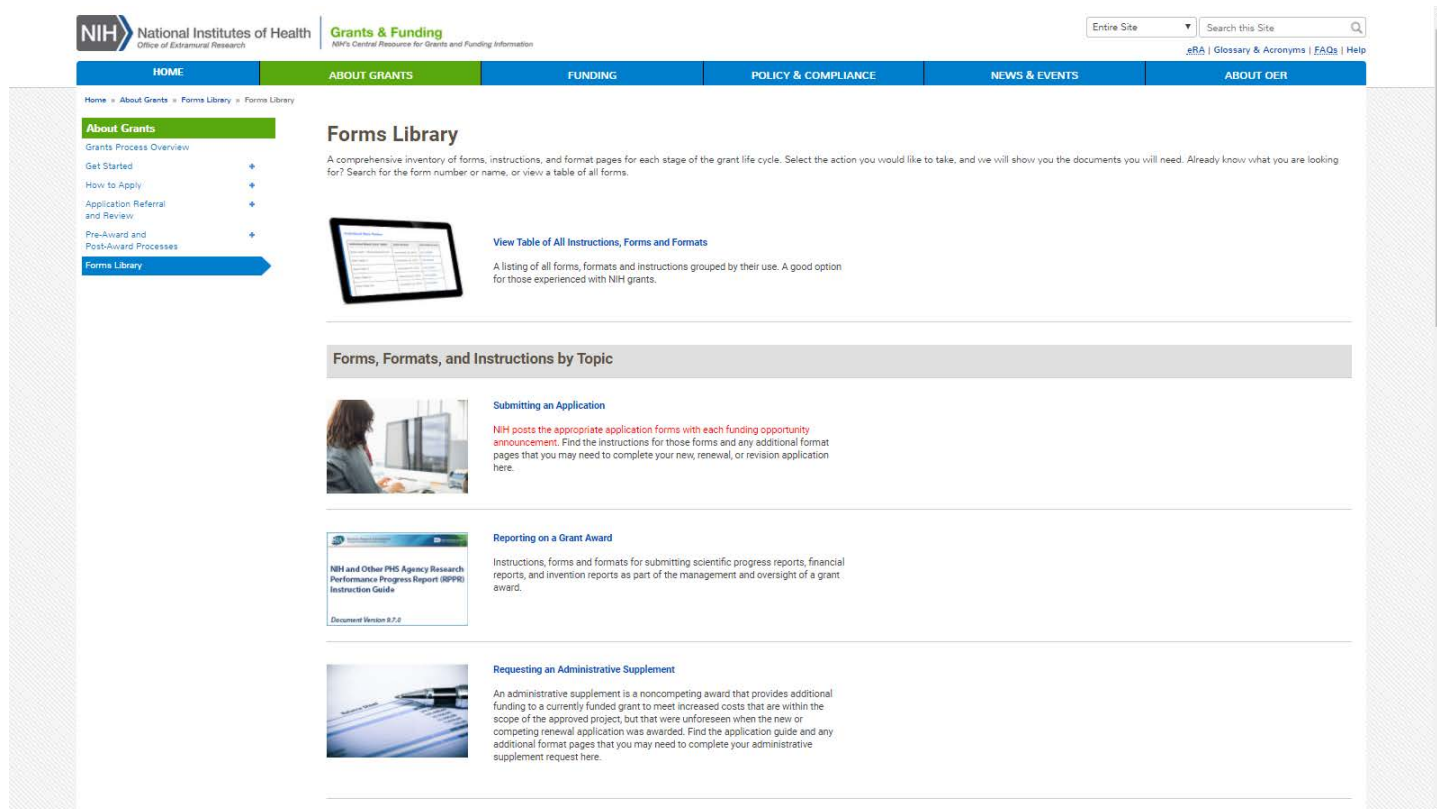 NIH National Institutes of Health
Office of Extramural Research
Grants & Funding
NIH's Central Resource for Grants and Funding Information
Entire Site
Search this Site
eRA | Glossary & Acronyms | FAQs | Help
HOME
ABOUT GRANTS
FUNDING
POLICY & COMPLIANCE
NEWS & EVENTS
ABOUT OER
Home » About Grants » Forms Library » Forms Library
About Grants
Grants Process Overview
Get Started +
How to Apply +
Application Referral +
and Review
Pre-Award and +
Post-Award Processes
Forms Library
Forms Library
A comprehensive inventory of forms, instructions, and format pages for each stage of the grant life cycle. Select the action you would like to take, and we will show you the documents you will need. Already know what you are looking
for? Search for the form number or name, or view a table of all forms.
View Table of All Instructions, Forms and Formats
A listing of all forms, formats and instructions grouped by their use. A good option
for those experienced with NIH grants.
Forms, Formats, and Instructions by Topic
Submitting an Application
NIH posts the appropriate application forms with each funding opportunity
announcement. Find the instructions for those forms and any additional format
pages that you may need to complete your new, renewal, or revision application
here.
NIH and Other PHS Agency Research
Performance Progress Report (RPPR)
Instruction Guide
Document Version 9.7.0
Reporting on a Grant Award
Instructions, forms and formats for submitting scientific progress reports, financial
reports, and invention reports as part of the management and oversight of a grant
award.
Balance Sheet
Requesting an Administrative Supplement
An administrative supplement is a noncompeting award that provides additional
funding to a currently funded grant to meet increased costs that are within the
scope of the approved project, but that were unforeseen when the new or
competing renewal application was awarded. Find the application guide and any
additional format pages that you may need to complete your administrative
supplement request here.